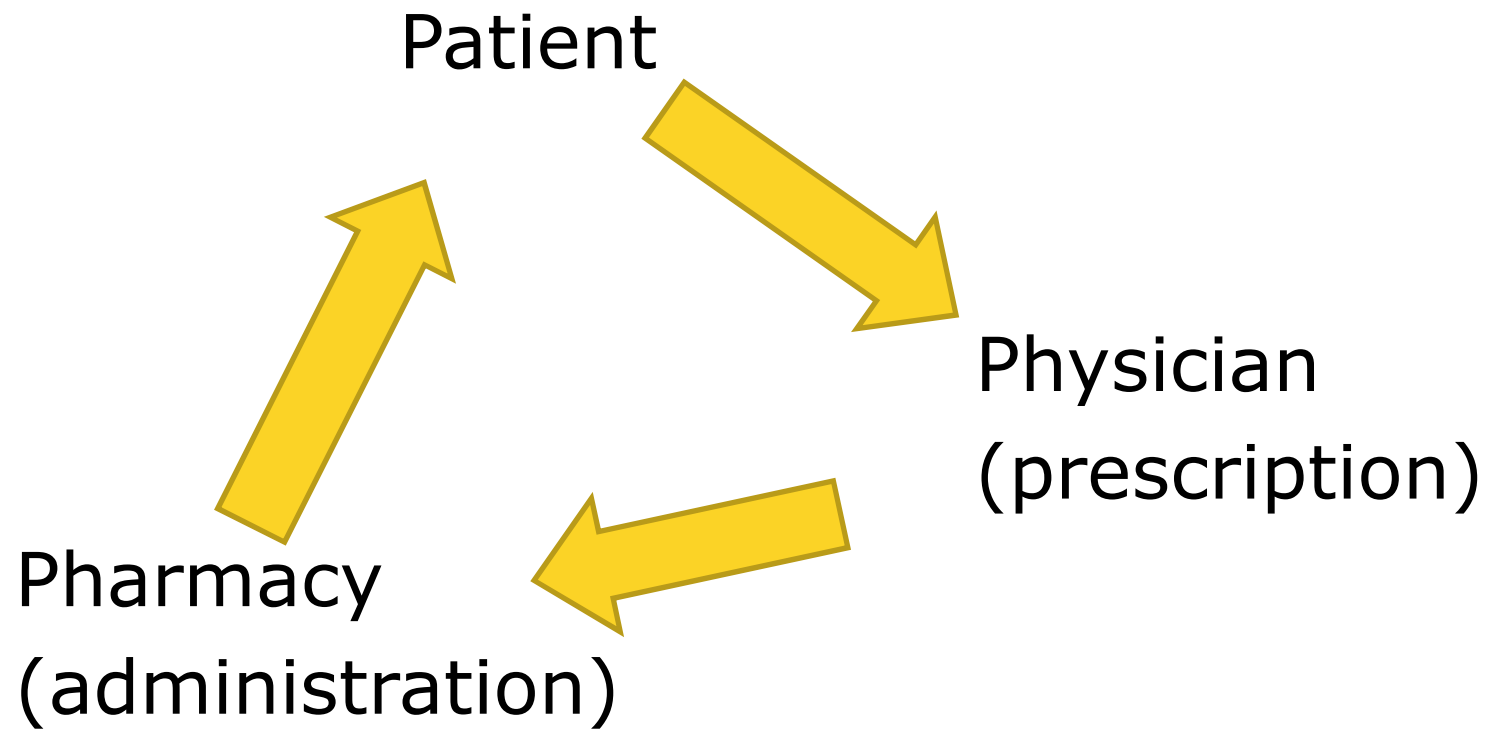 Patient
Physician
(prescription)
Pharmacy
(administration)